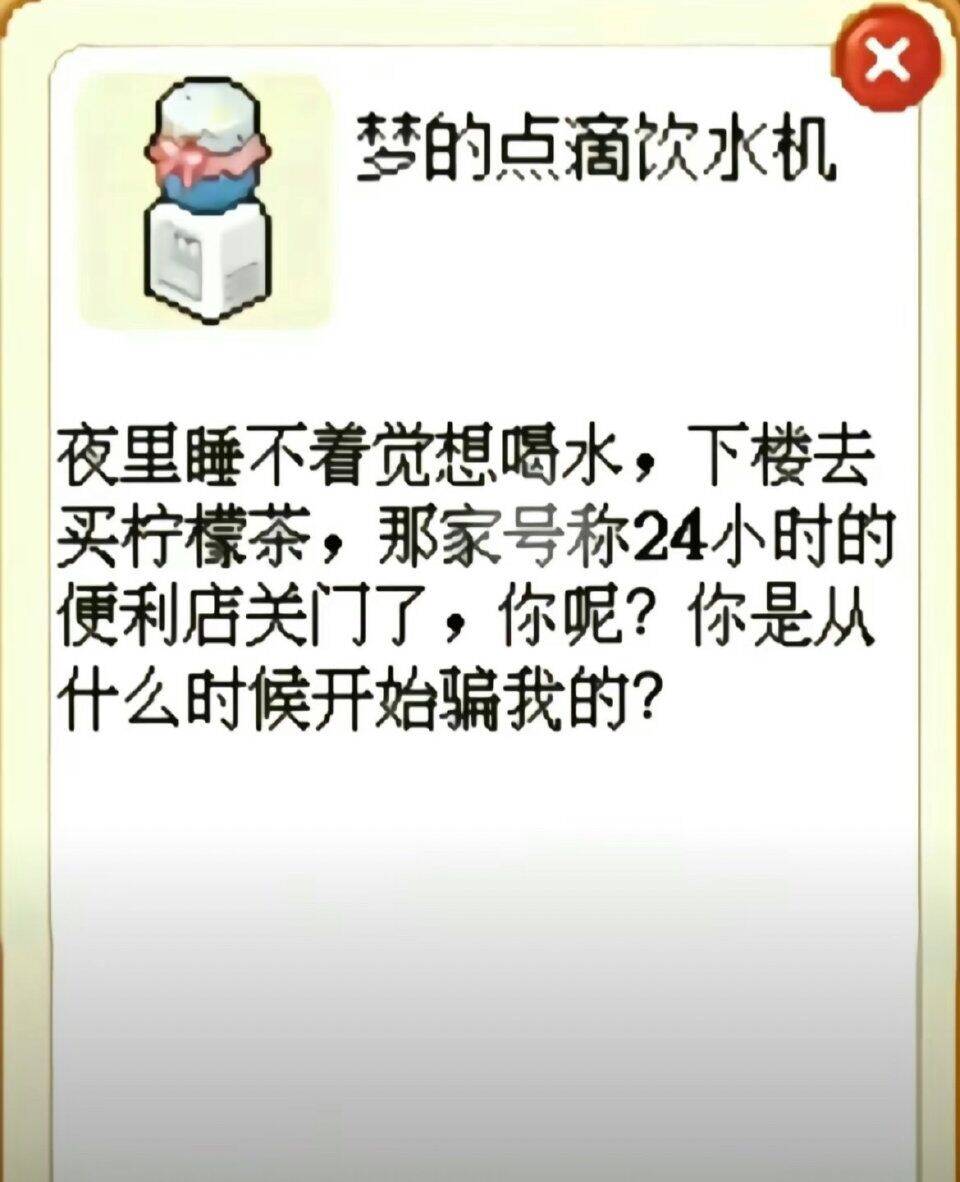 梦的点滴饮水机
夜里睡不着觉想喝水，下楼去
买柠檬茶，那家号称24小时的
便利店关门了，你呢？你是从
什么时候开始骗我的？